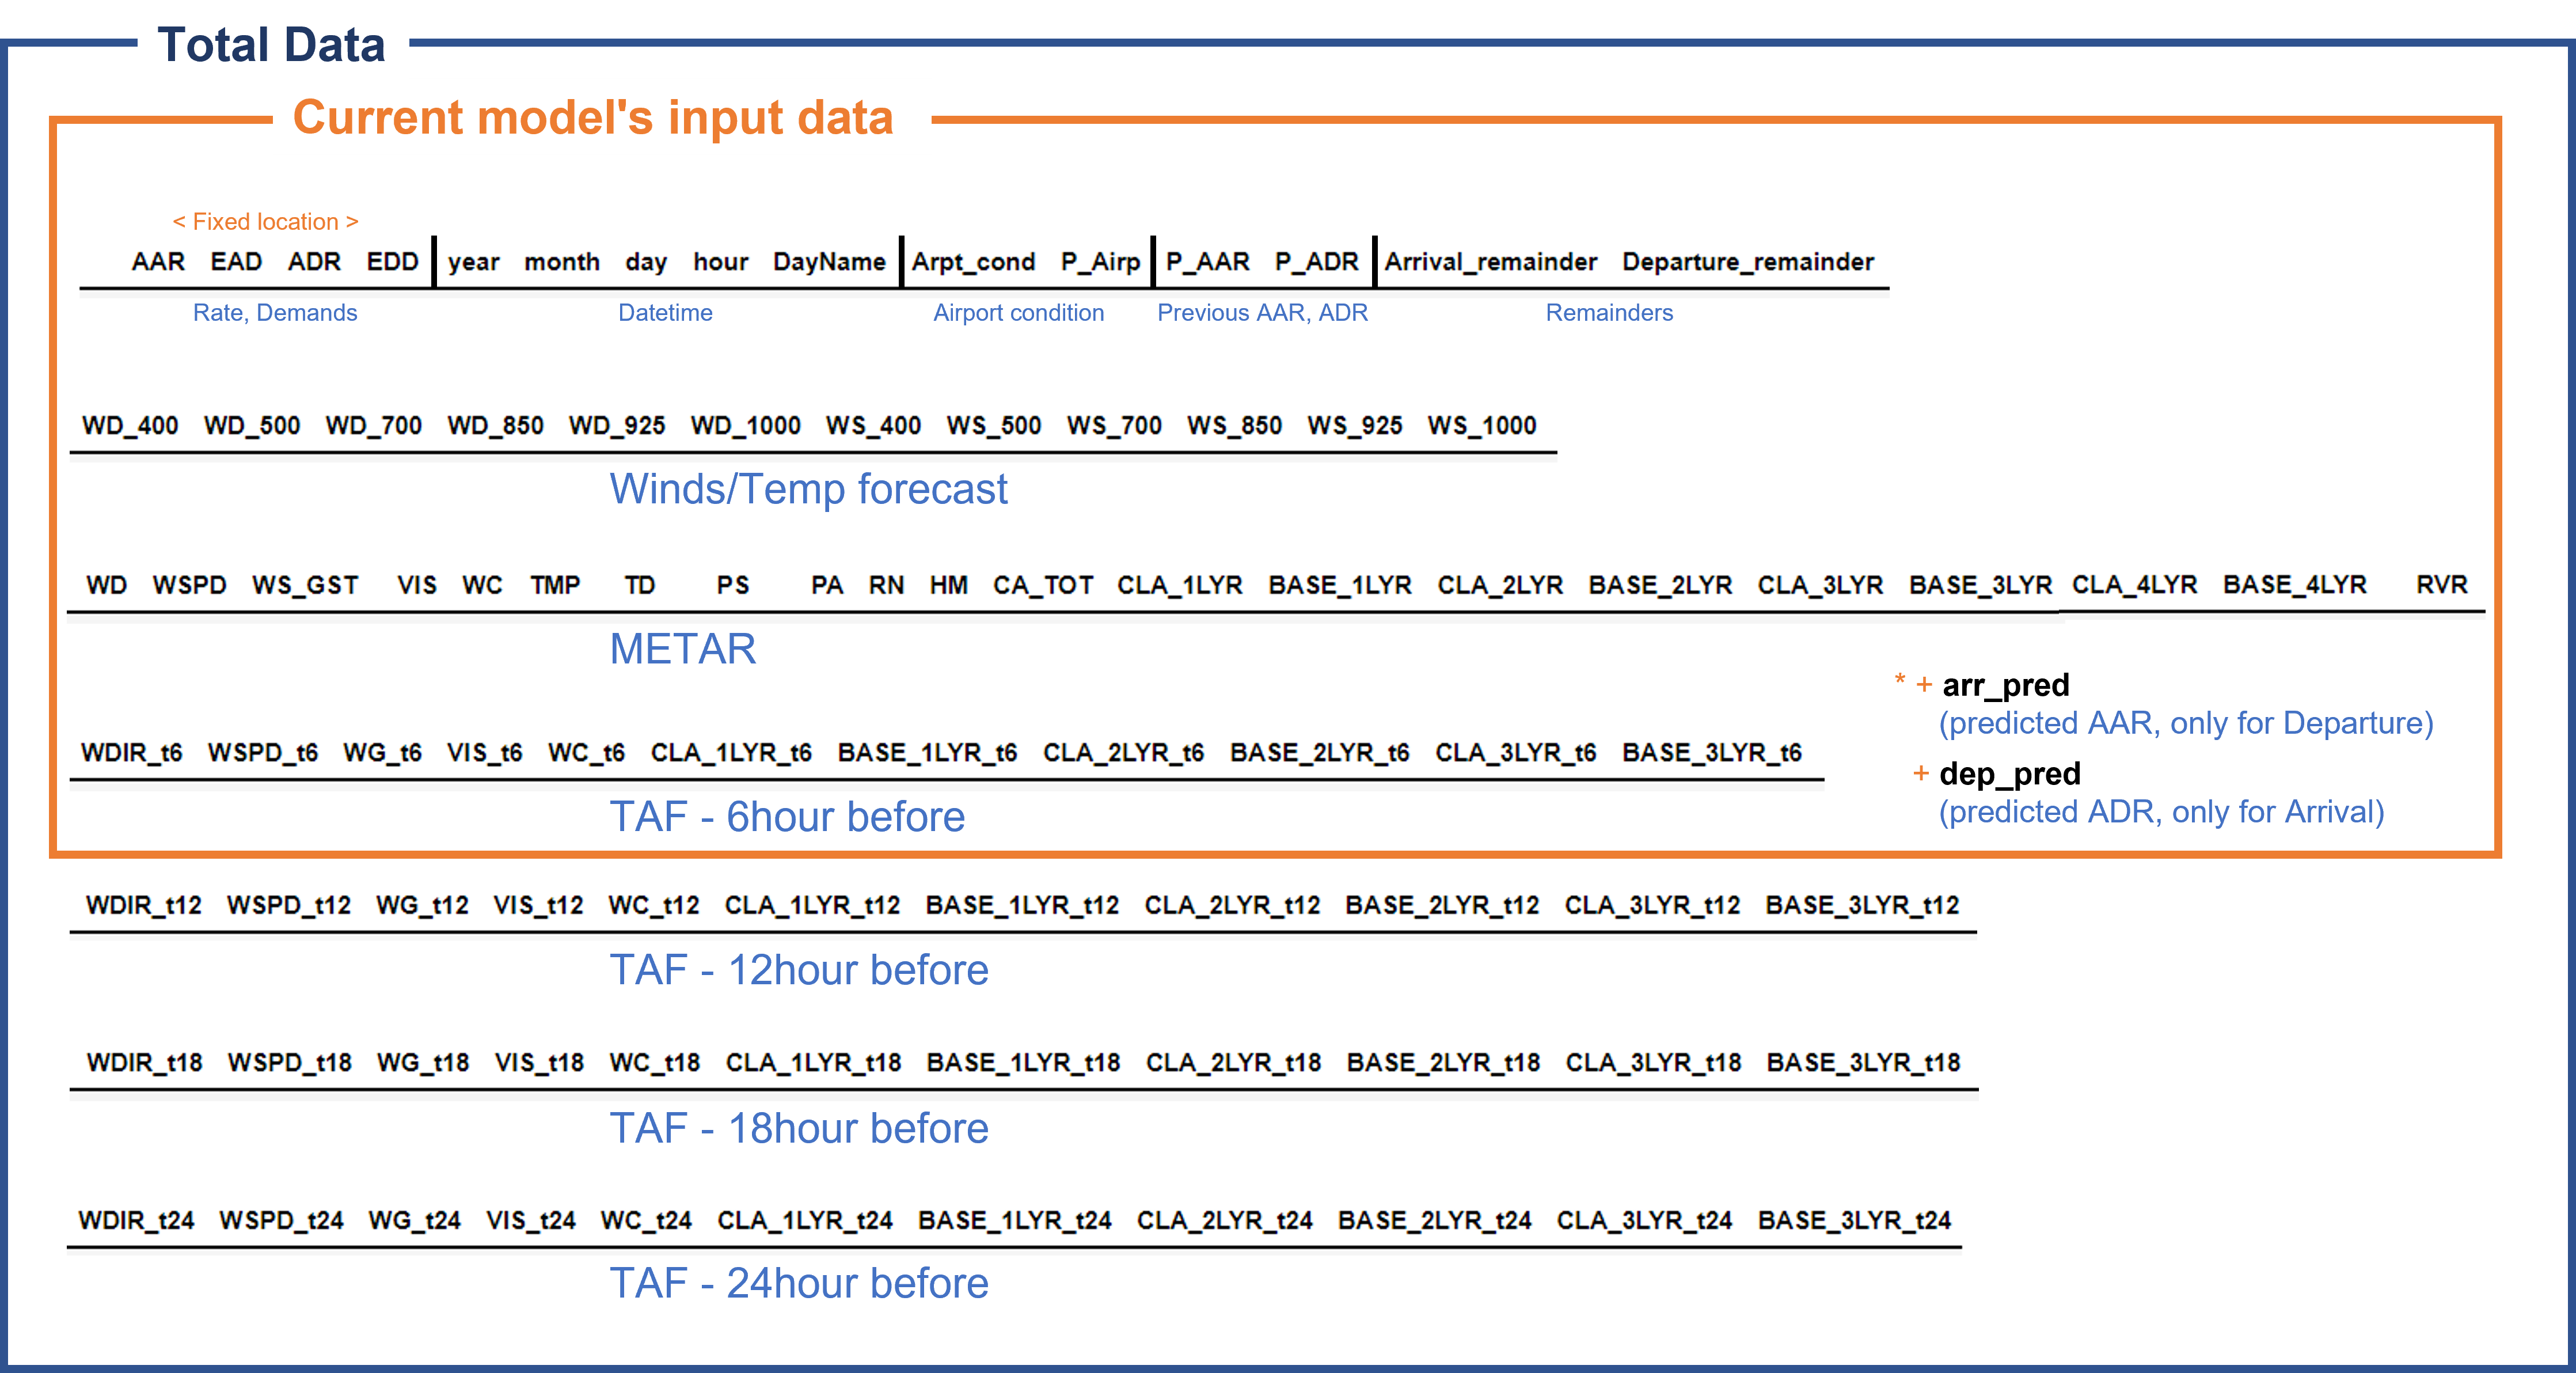 Total Data
Current model's input data
< Fixed location >
AAR EAD ADR EDD year month day hour DayName Arpt_cond P_Airp P_AAR P_ADR Arrival_remainder Departure_remainder
Rate, Demands Datetime Airport condition Previous AAR, ADR Remainders
WD_400 WD_500 WD_700 WD_850 WD_925 WD_1000 WS_400 WS_500 WS_700 WS_850 WS_925 WS_1000
Winds/Temp forecast
WD WSPD WS_GST VIS WC TMP TD PS PA RN HM CA_TOT CLA_1LYR BASE_1LYR CLA_2LYR BASE_2LYR CLA_3LYR BASE_3LYR CLA_4LYR BASE_4LYR RVR
METAR
* + arr_pred
(predicted AAR, only for Departure)
+ dep_pred
(predicted ADR, only for Arrival)
WDIR_t6 WSPD_t6 WG_t6 VIS_t6 WC_t6 CLA_1LYR_t6 BASE_1LYR_t6 CLA_2LYR_t6 BASE_2LYR_t6 CLA_3LYR_t6 BASE_3LYR_t6
TAF - 6hour before
WDIR_t12 WSPD_t12 WG_t12 VIS_t12 WC_t12 CLA_1LYR_t12 BASE_1LYR_t12 CLA_2LYR_t12 BASE_2LYR_t12 CLA_3LYR_t12 BASE_3LYR_t12
TAF - 12hour before
WDIR_t18 WSPD_t18 WG_t18 VIS_t18 WC_t18 CLA_1LYR_t18 BASE_1LYR_t18 CLA_2LYR_t18 BASE_2LYR_t18 CLA_3LYR_t18 BASE_3LYR_t18
TAF - 18hour before
WDIR_t24 WSPD_t24 WG_t24 VIS_t24 WC_t24 CLA_1LYR_t24 BASE_1LYR_t24 CLA_2LYR_t24 BASE_2LYR_t24 CLA_3LYR_t24 BASE_3LYR_t24
TAF - 24hour before